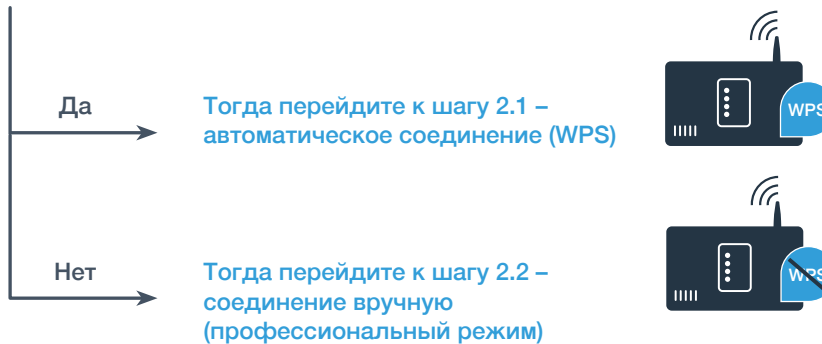 Да
Тогда перейдите к шагу 2.1 –
автоматическое соединение (WPS)
WPS
Нет
Тогда перейдите к шагу 2.2 –
соединение вручную
(профессиональный режим)
WPS